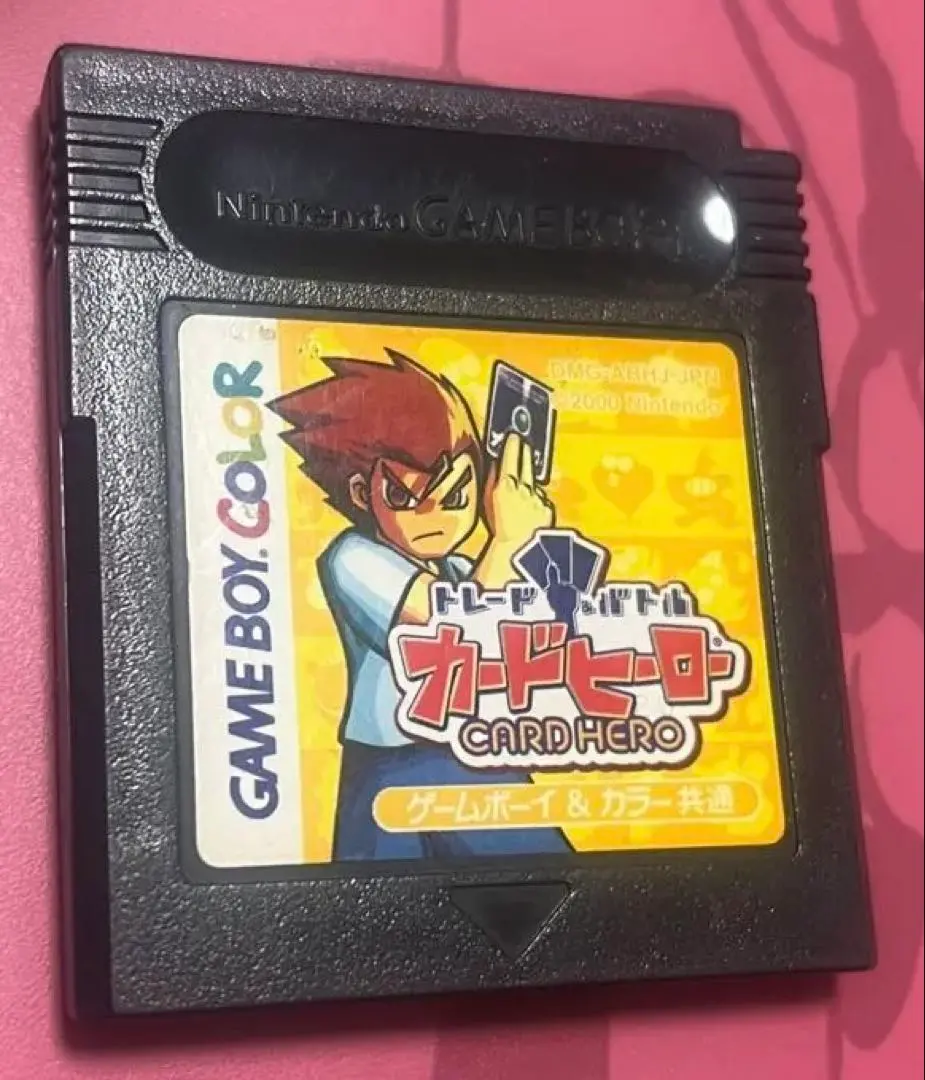 Nintendo GAME BOY
GAME BOY COLOR
DMG-ARHJ-JPN
©2000 Nintendo
トレード&バトル
カードヒーロー
CARD HERO
ゲームボーイ & カラー共通